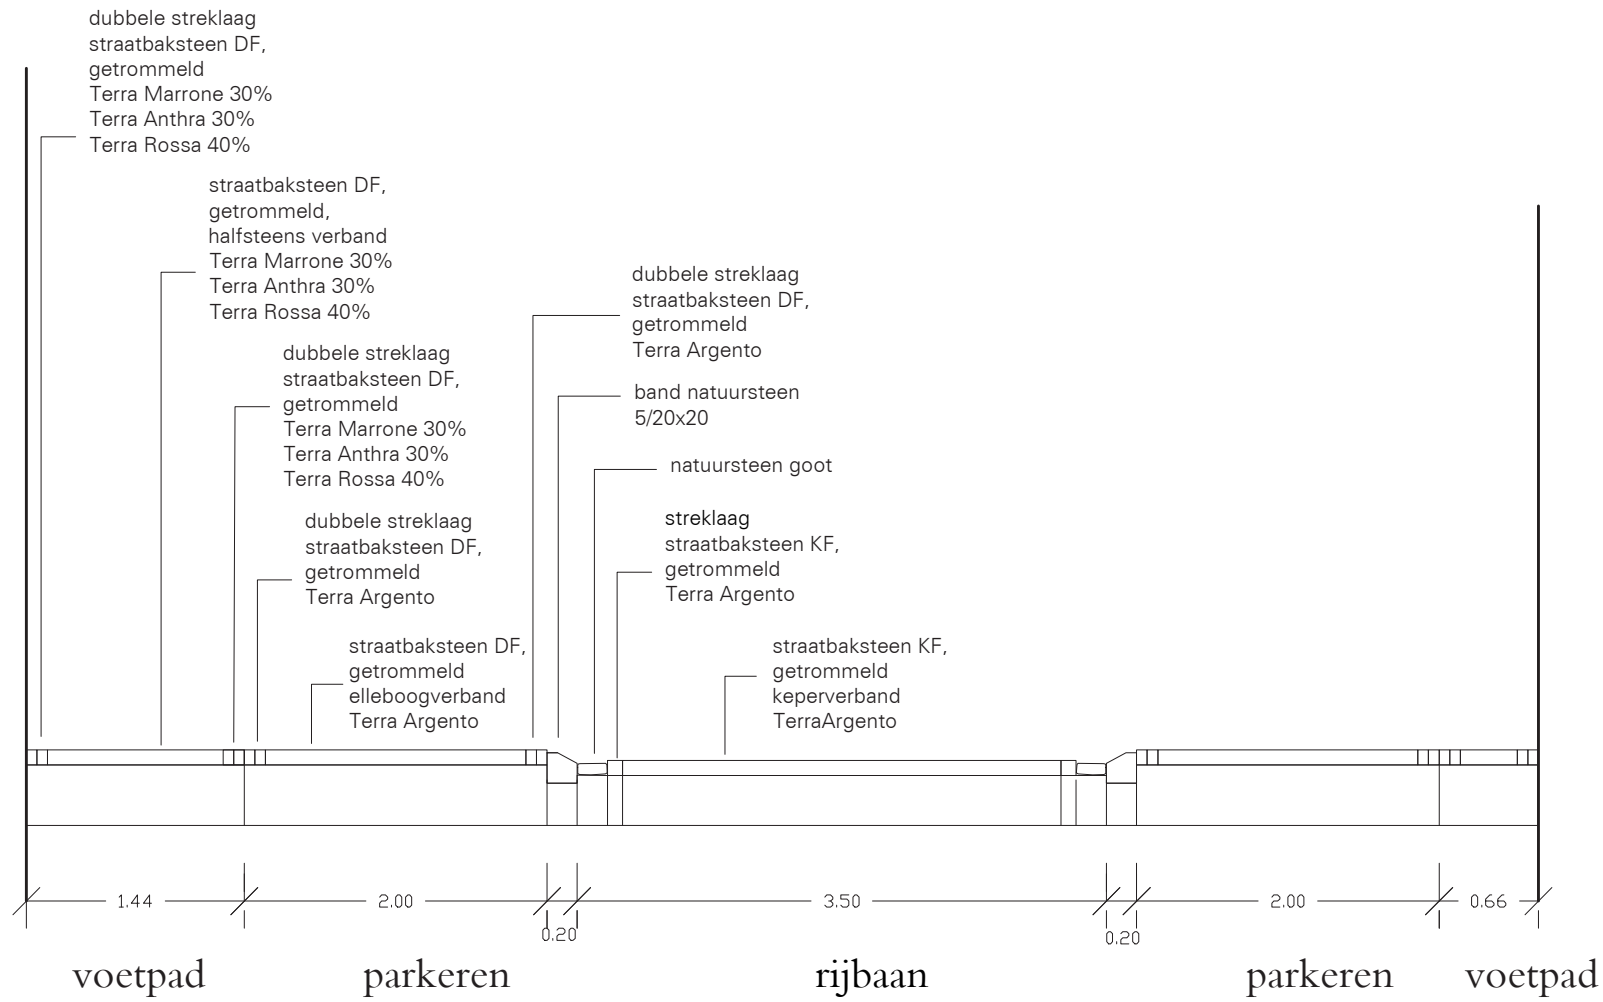 dubbele streklaag
straatbaksteen DF,
getrommeld
Terra Marrone 30%
Terra Anthra 30%
Terra Rossa 40%
straatbaksteen DF,
getrommeld,
halfsteens verband
Terra Marrone 30%
Terra Anthra 30%
Terra Rossa 40%
dubbele streklaag
straatbaksteen DF,
getrommeld
Terra Marrone 30%
Terra Anthra 30%
Terra Rossa 40%
dubbele streklaag
straatbaksteen DF,
getrommeld
Terra Argento
straatbaksteen DF,
getrommeld
elleboogverband
Terra Argento
dubbele streklaag
straatbaksteen DF,
getrommeld
Terra Argento
band natuursteen
5/20x20
natuursteen goot
streklaag
straatbaksteen KF,
getrommeld
Terra Argento
straatbaksteen KF,
getrommeld
keperverband
TerraArgento
1.44
2.00
0.20
3.50
0.20
2.00
0.66
voetpad
parkeren
rijbaan
parkeren
voetpad